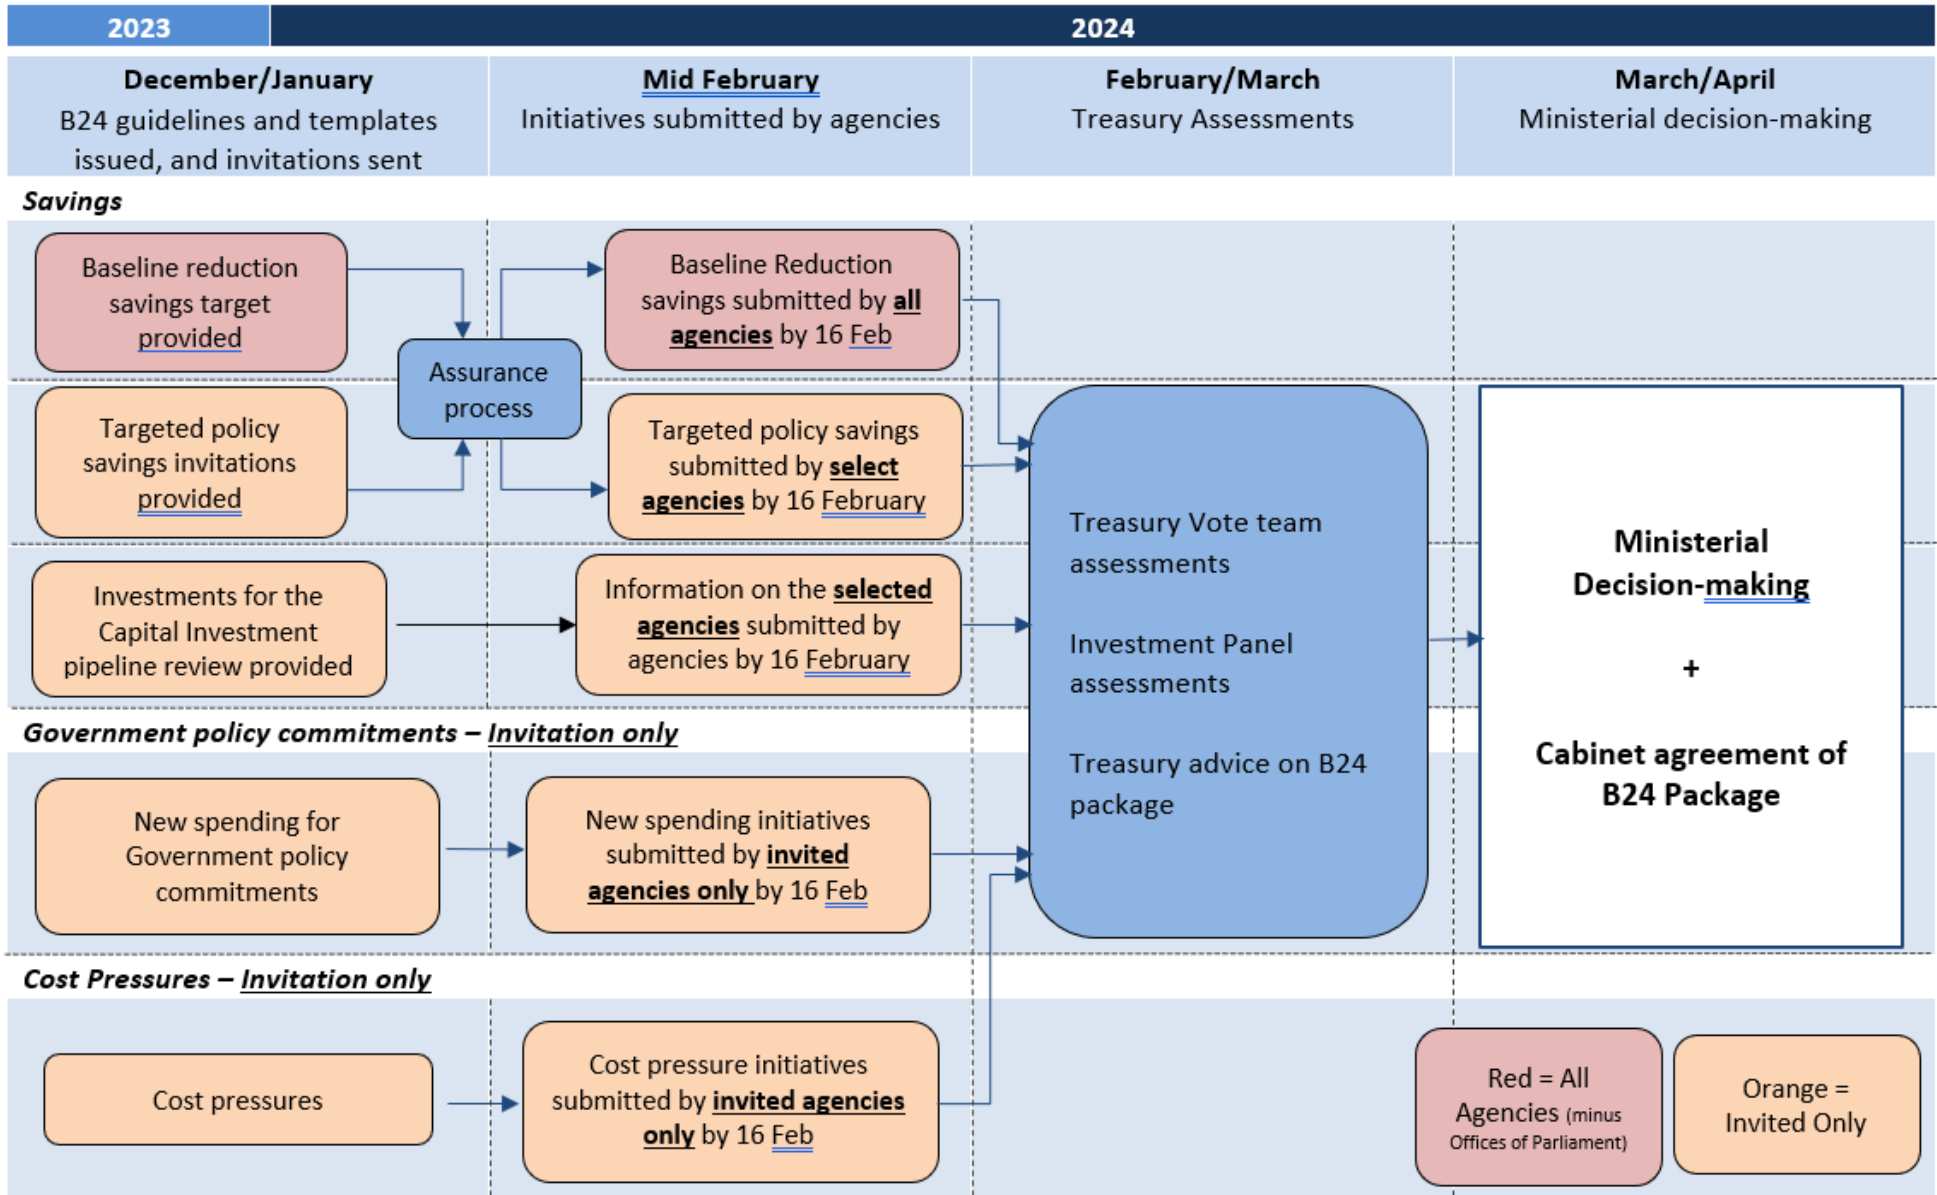 2023
2024
December/January
B24 guidelines and templates
issued, and invitations sent
Mid February
Initiatives submitted by agencies
February/March
Treasury Assessments
March/April
Ministerial decision-making
Savings
Baseline reduction
savings target
provided
Assurance
process
Baseline Reduction
savings submitted by all
agencies by 16 Feb
Targeted policy
savings invitations
provided
Targeted policy savings
submitted by select
agencies by 16 February
Investments for the
Capital Investment
pipeline review provided
Information on the selected
agencies submitted by
agencies by 16 February
Treasury Vote team
assessments
Investment Panel
assessments
Treasury advice on B24
package
Ministerial
Decision-making
+
Cabinet agreement of
B24 Package
Government policy commitments – Invitation only
New spending for
Government policy
commitments
New spending initiatives
submitted by invited
agencies only by 16 Feb
Cost Pressures – Invitation only
Cost pressures
Cost pressure initiatives
submitted by invited agencies
only by 16 Feb
Red = All
Agencies (minus
Offices of Parliament)
Orange =
Invited Only